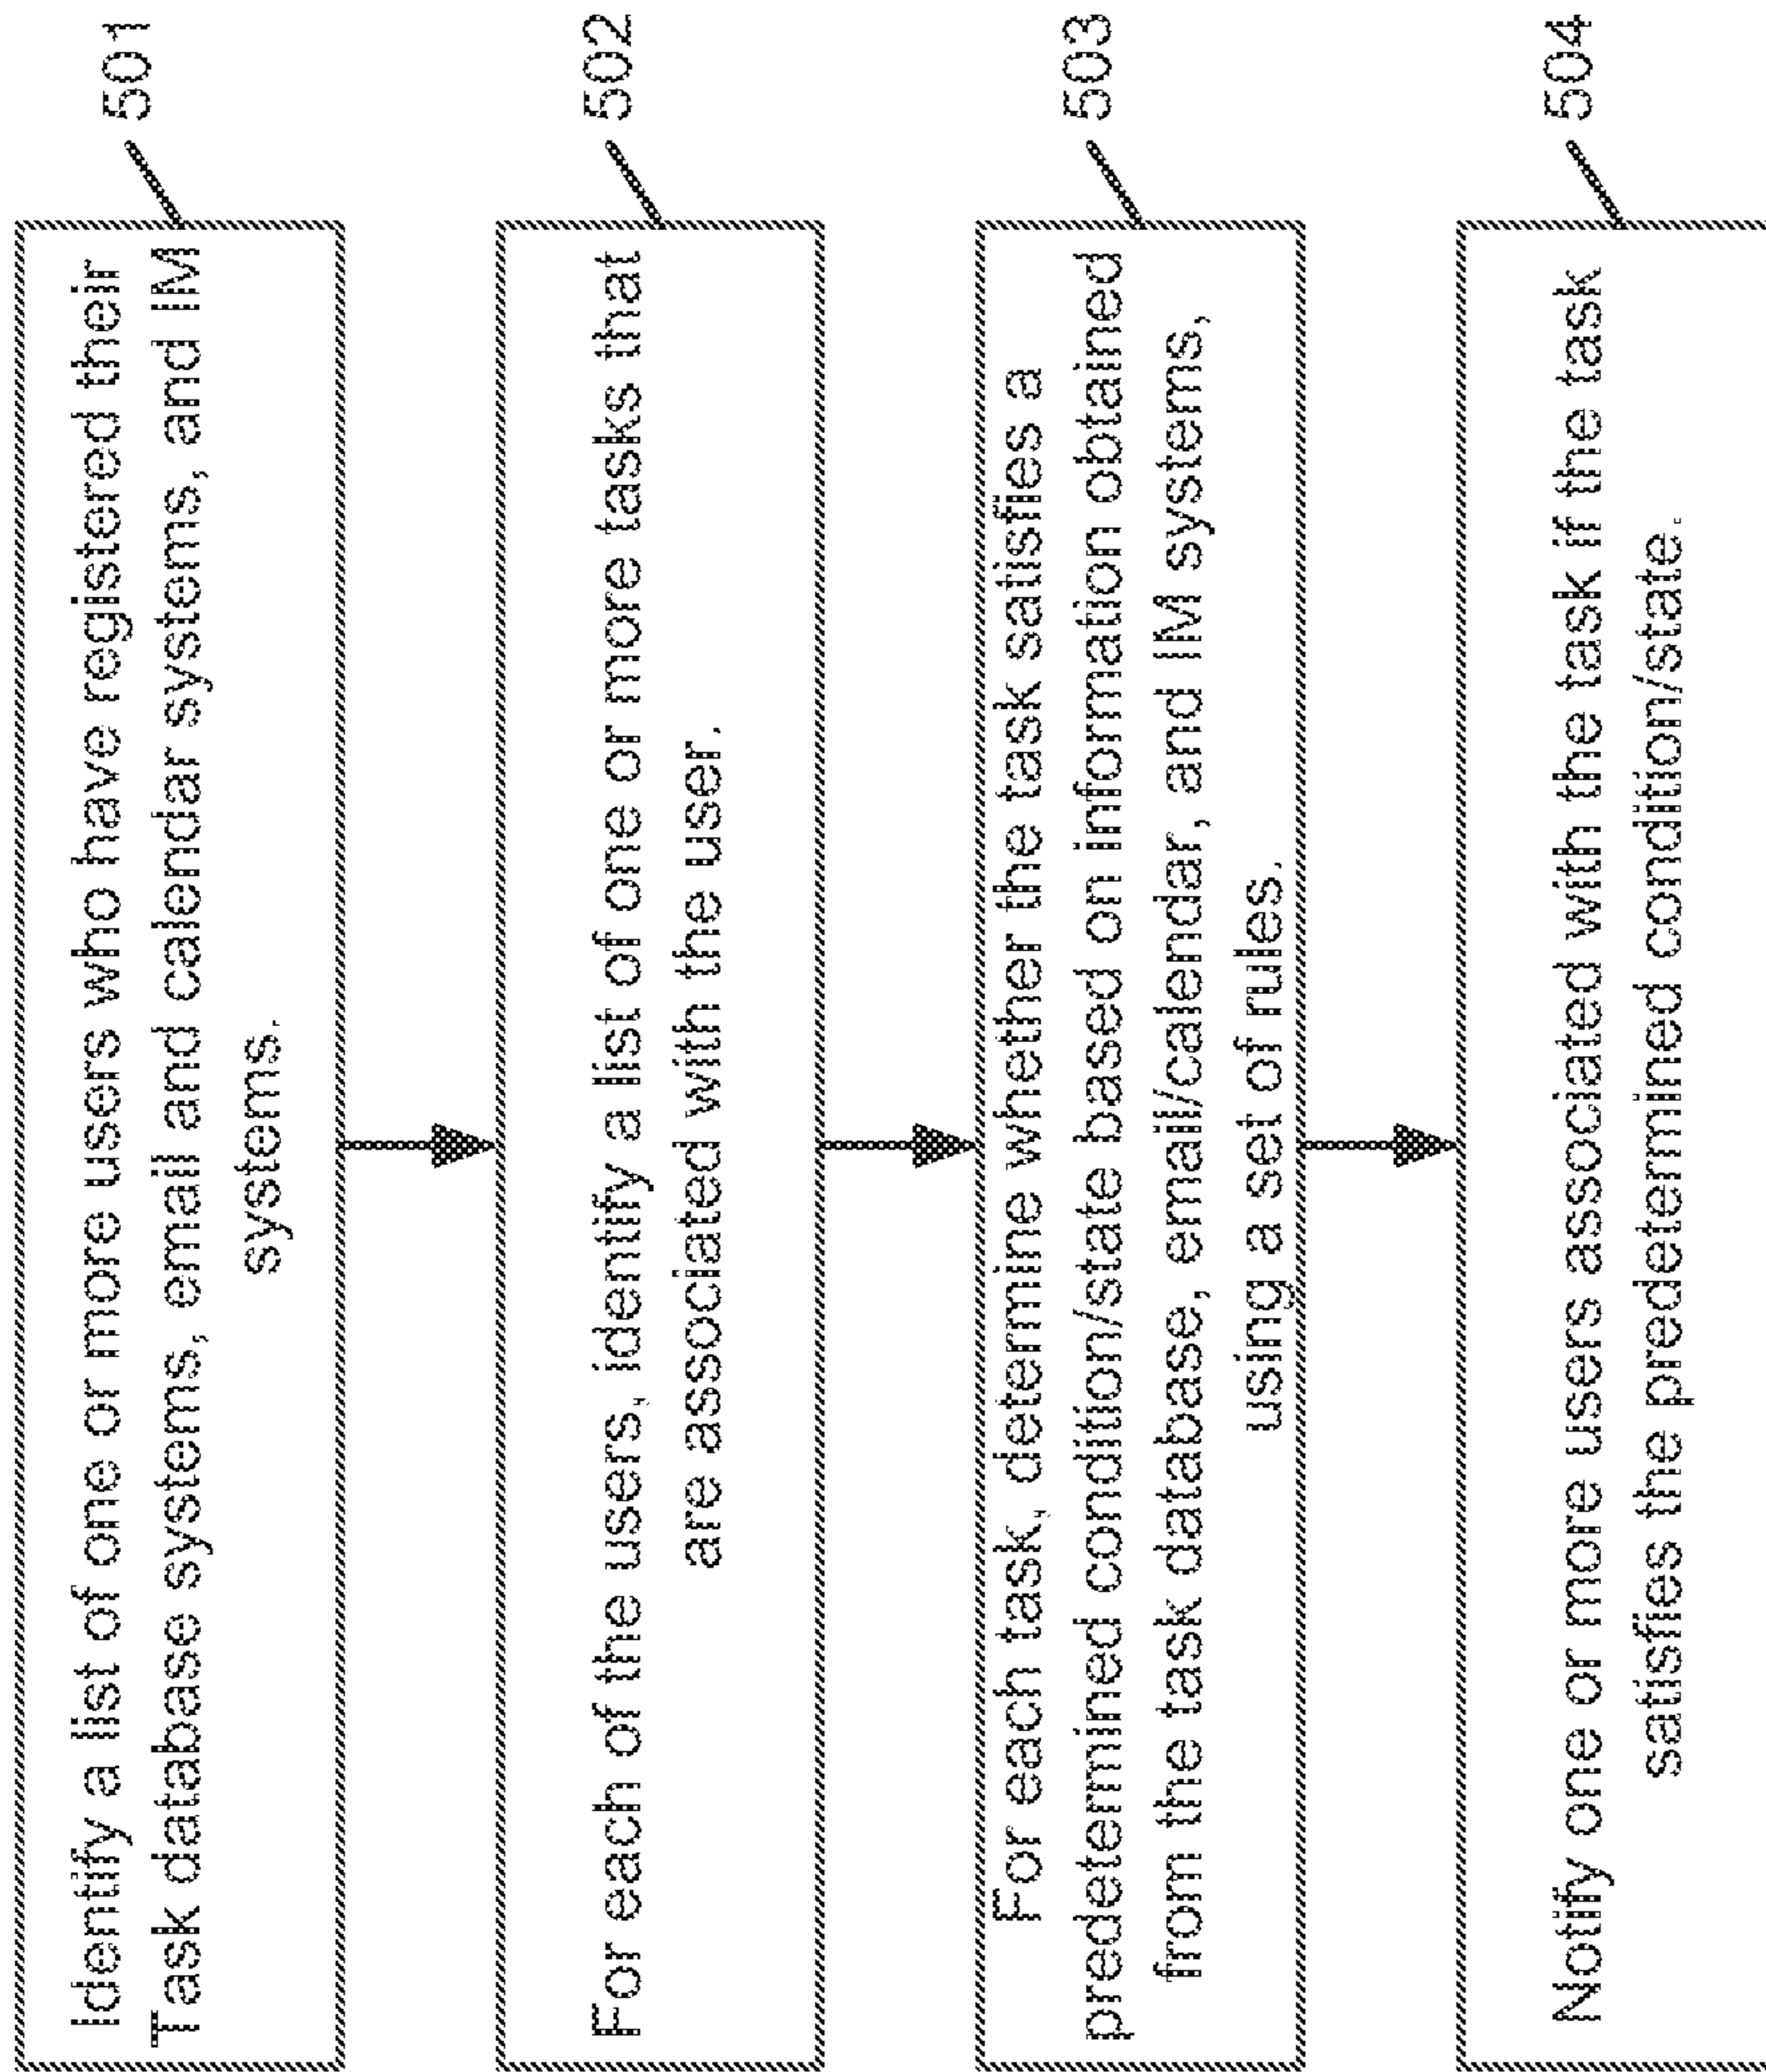 Identify a list of one or more users who have registered their
Task database systems, email and calendar systems, and IM
systems.
501
For each of the users, identify a list of one or more tasks that
are associated with the user.
502
For each task, determine whether the task satisfies a
predetermined condition/state based on information obtained
from the task database, email/calendar, and IM systems,
using a set of rules.
503
Notify one or more users associated with the task if the task
satisfies the predetermined condition/state.
504